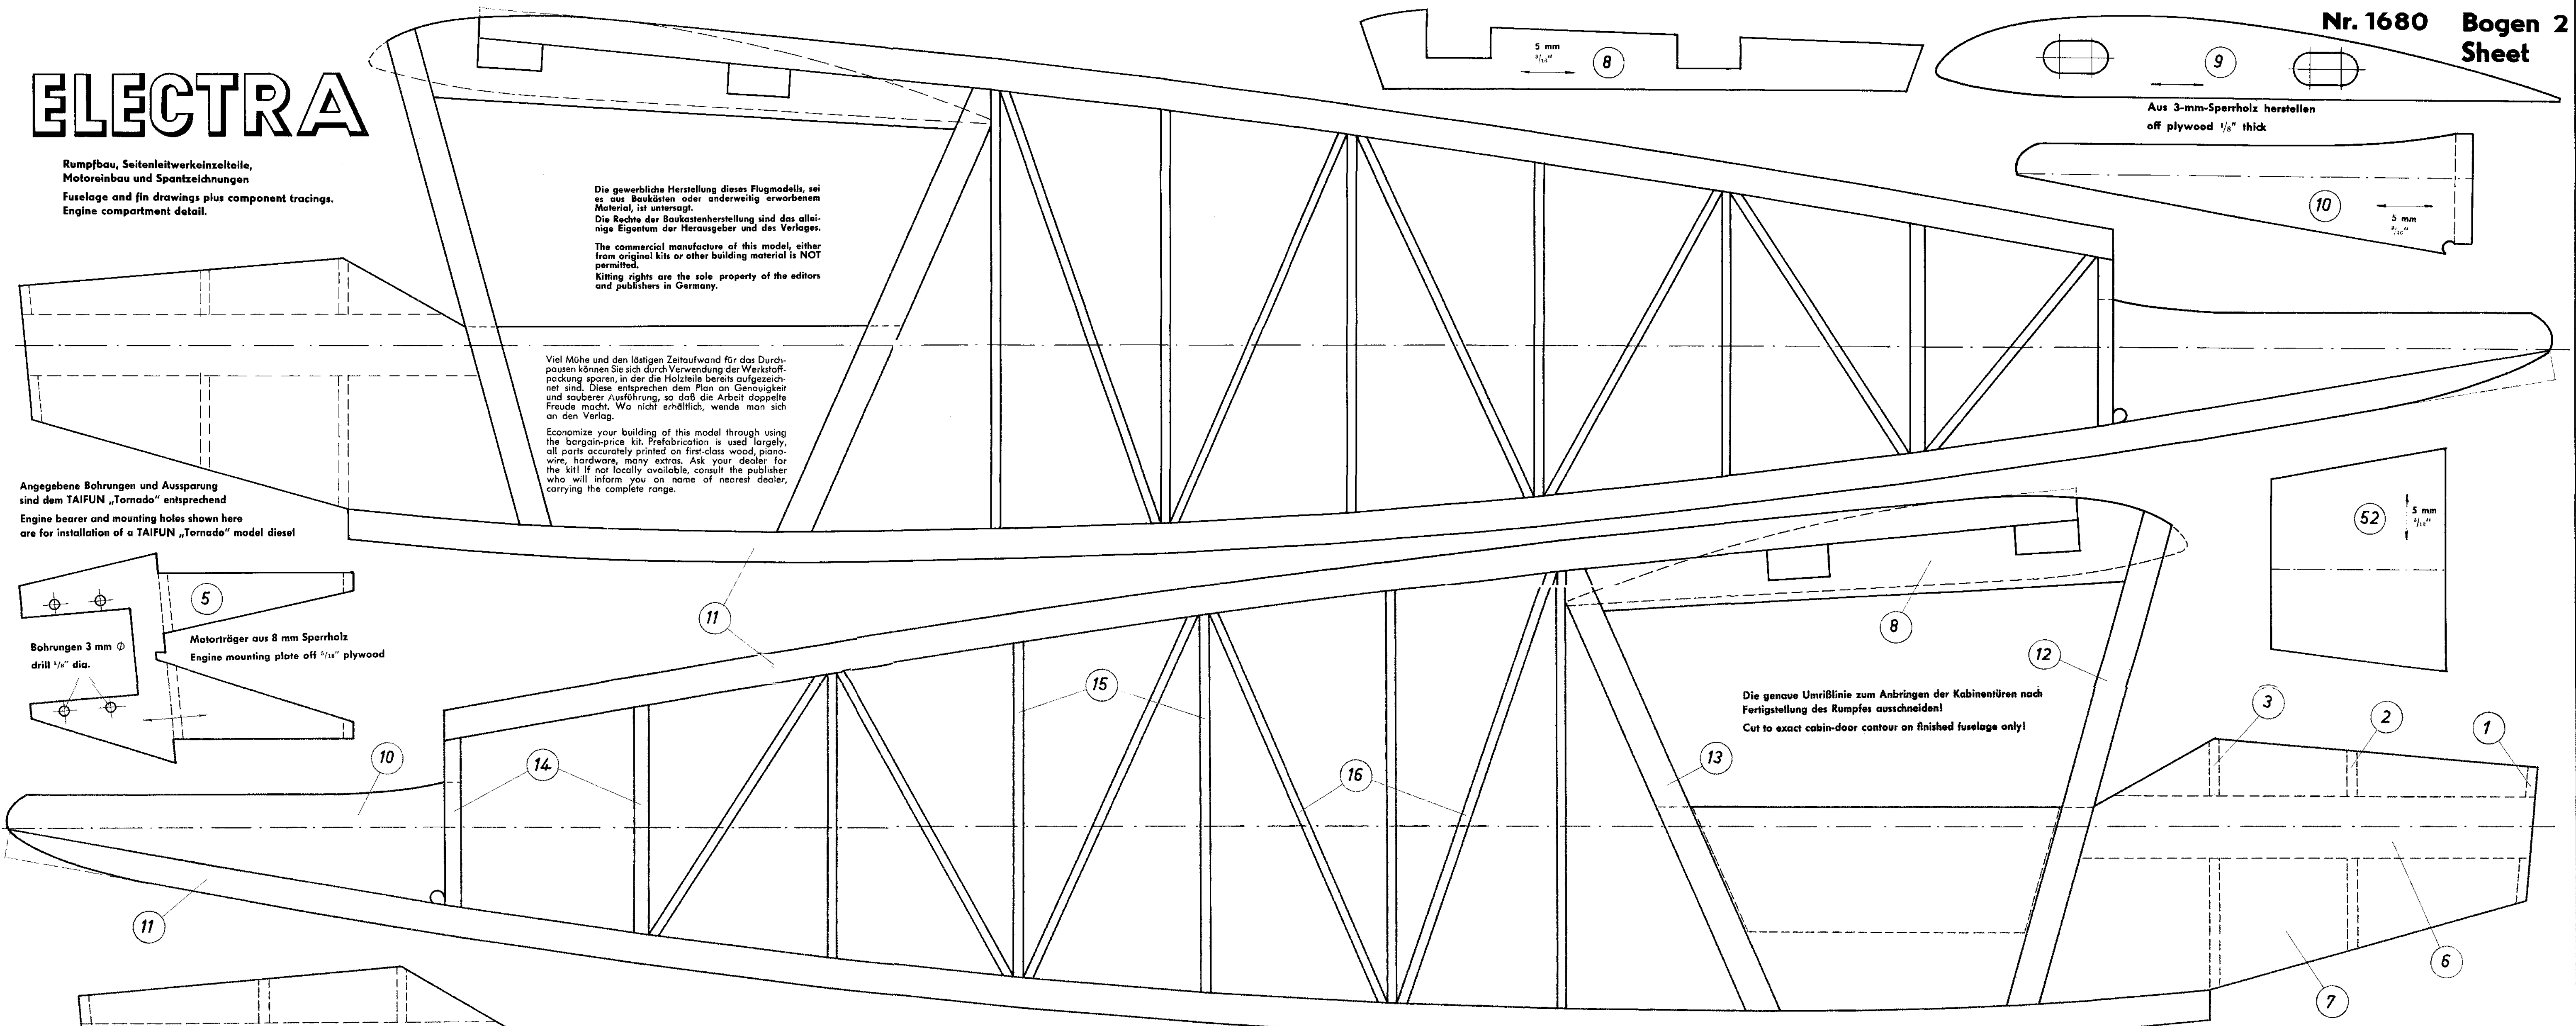 ELECTRA
Rumpfbau, Seitenleitwerkeinzelteile,
Motoreinbau und Spantzeichnungen
Fuselage and fin drawings plus component tracings.
Engine compartment detail.
Nr. 1680 Bogen 2
Sheet
5 mm
3/16"
8
9
Aus 3-mm-Sperrholz herstellen
off plywood 1/8" thick
10
5 mm
3/16"
Die gewerbliche Herstellung dieses Flugmodells, sei
es aus Baukästen oder anderweitig erworbenem
Material, ist untersagt.
Die Rechte der Baukastenherstellung sind das allei-
nige Eigentum der Herausgeber und des Verlages.
The commercial manufacture of this model, either
from original kits or other building material is NOT
permitted.
Kitting rights are the sole property of the editors
and publishers in Germany.
Viel Mühe und den lästigen Zeitaufwand für das Durch-
pausen können Sie sich durch Verwendung der Werkstoff-
packung sparen, in der die Holzteile bereits aufgezeich-
net sind. Diese entsprechen dem Plan an Genauigkeit
und sauberer Ausführung, so daß die Arbeit doppelte
Freude macht. Wo nicht erhältlich, wende man sich
an den Verlag.
Economize your building of this model through using
the bargain-price kit. Prefabrication is used largely,
all parts accurately printed on first-class wood, piano-
wire, hardware, many extras. Ask your dealer for
the kit! If not locally available, consult the publisher
who will inform you on name of nearest dealer,
carrying the complete range.
Angegebene Bohrungen und Aussparung
sind dem TAIFUN „Tornado“ entsprechend
Engine bearer and mounting holes shown here
are for installation of a TAIFUN „Tornado“ model diesel
5
Bohrungen 3 mm ∅
drill 1/8" dia.
Motorträger aus 8 mm Sperrholz
Engine mounting plate off 5/16" plywood
52
5 mm
3/16"
11
8
12
15
Die genaue Umrißlinie zum Anbringen der Kabinentüren nach
Fertigstellung des Rumpfes ausschneiden!
Cut to exact cabin-door contour on finished fuselage only!
3
2
1
10
14
16
13
11
6
7